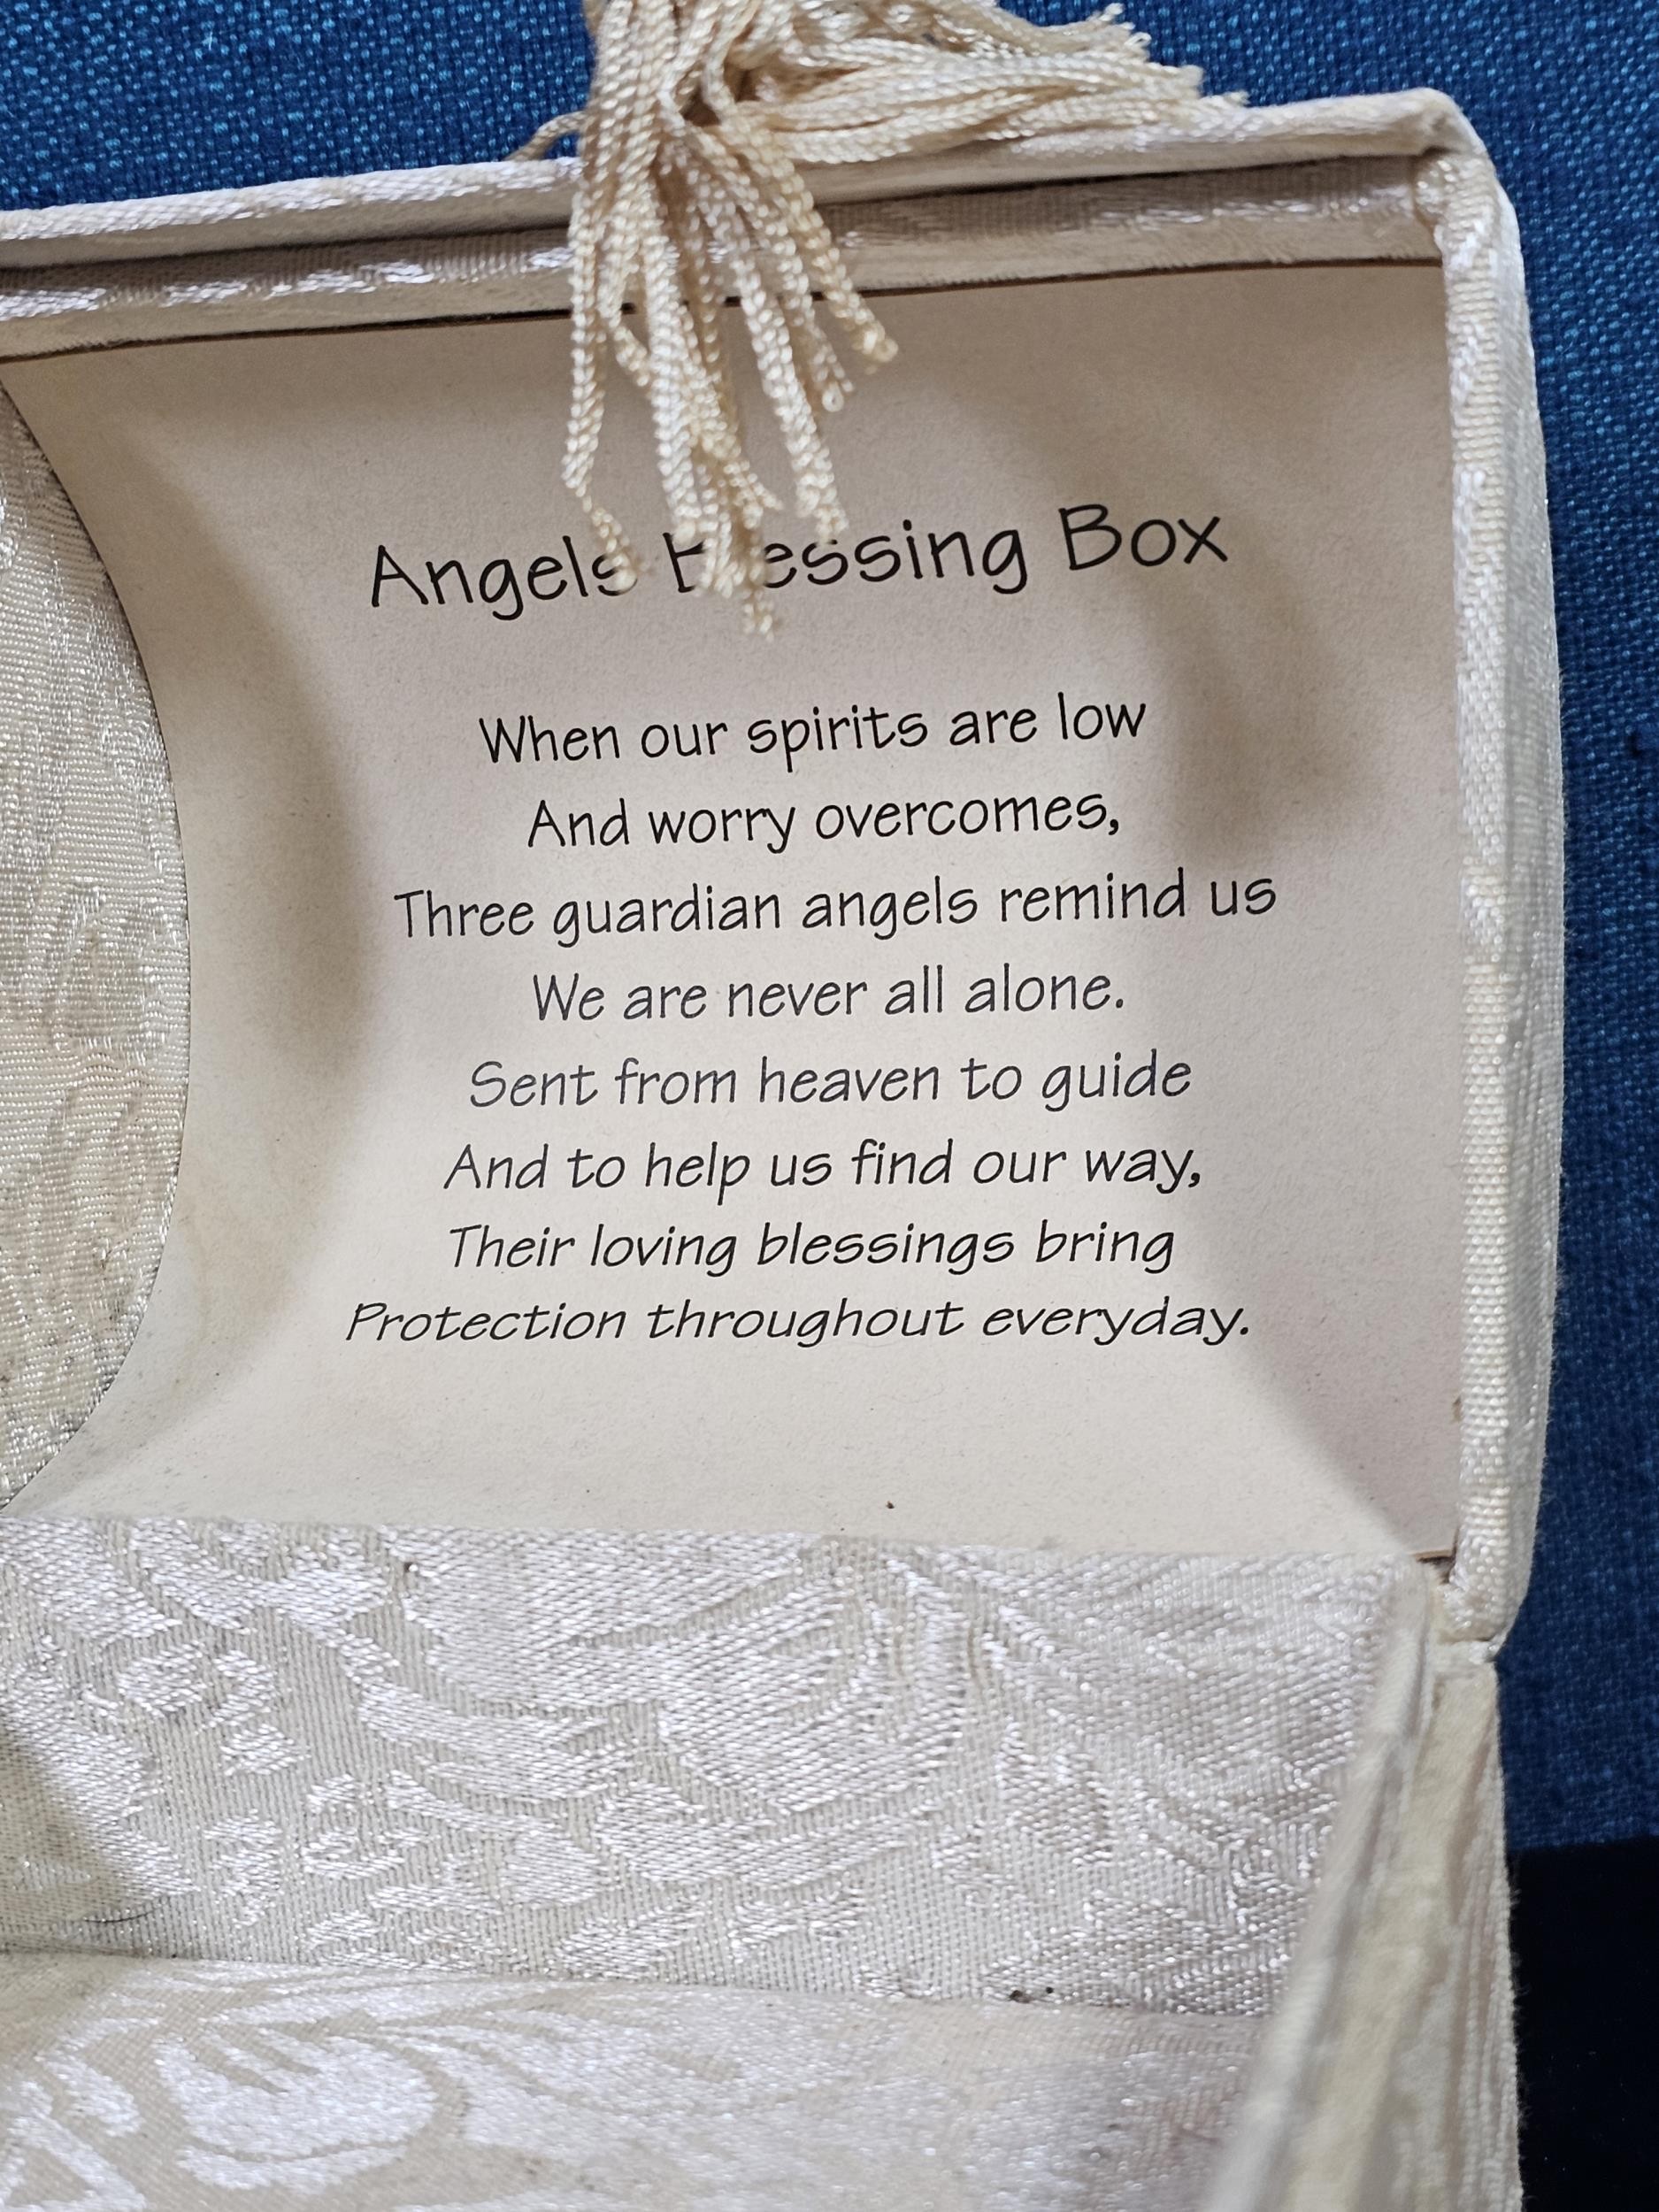 Angels Blessing Box
When our spirits are low
And worry overcomes,
Three guardian angels remind us
We are never all alone.
Sent from heaven to guide
And to help us find our way,
Their loving blessings bring
Protection throughout everyday.